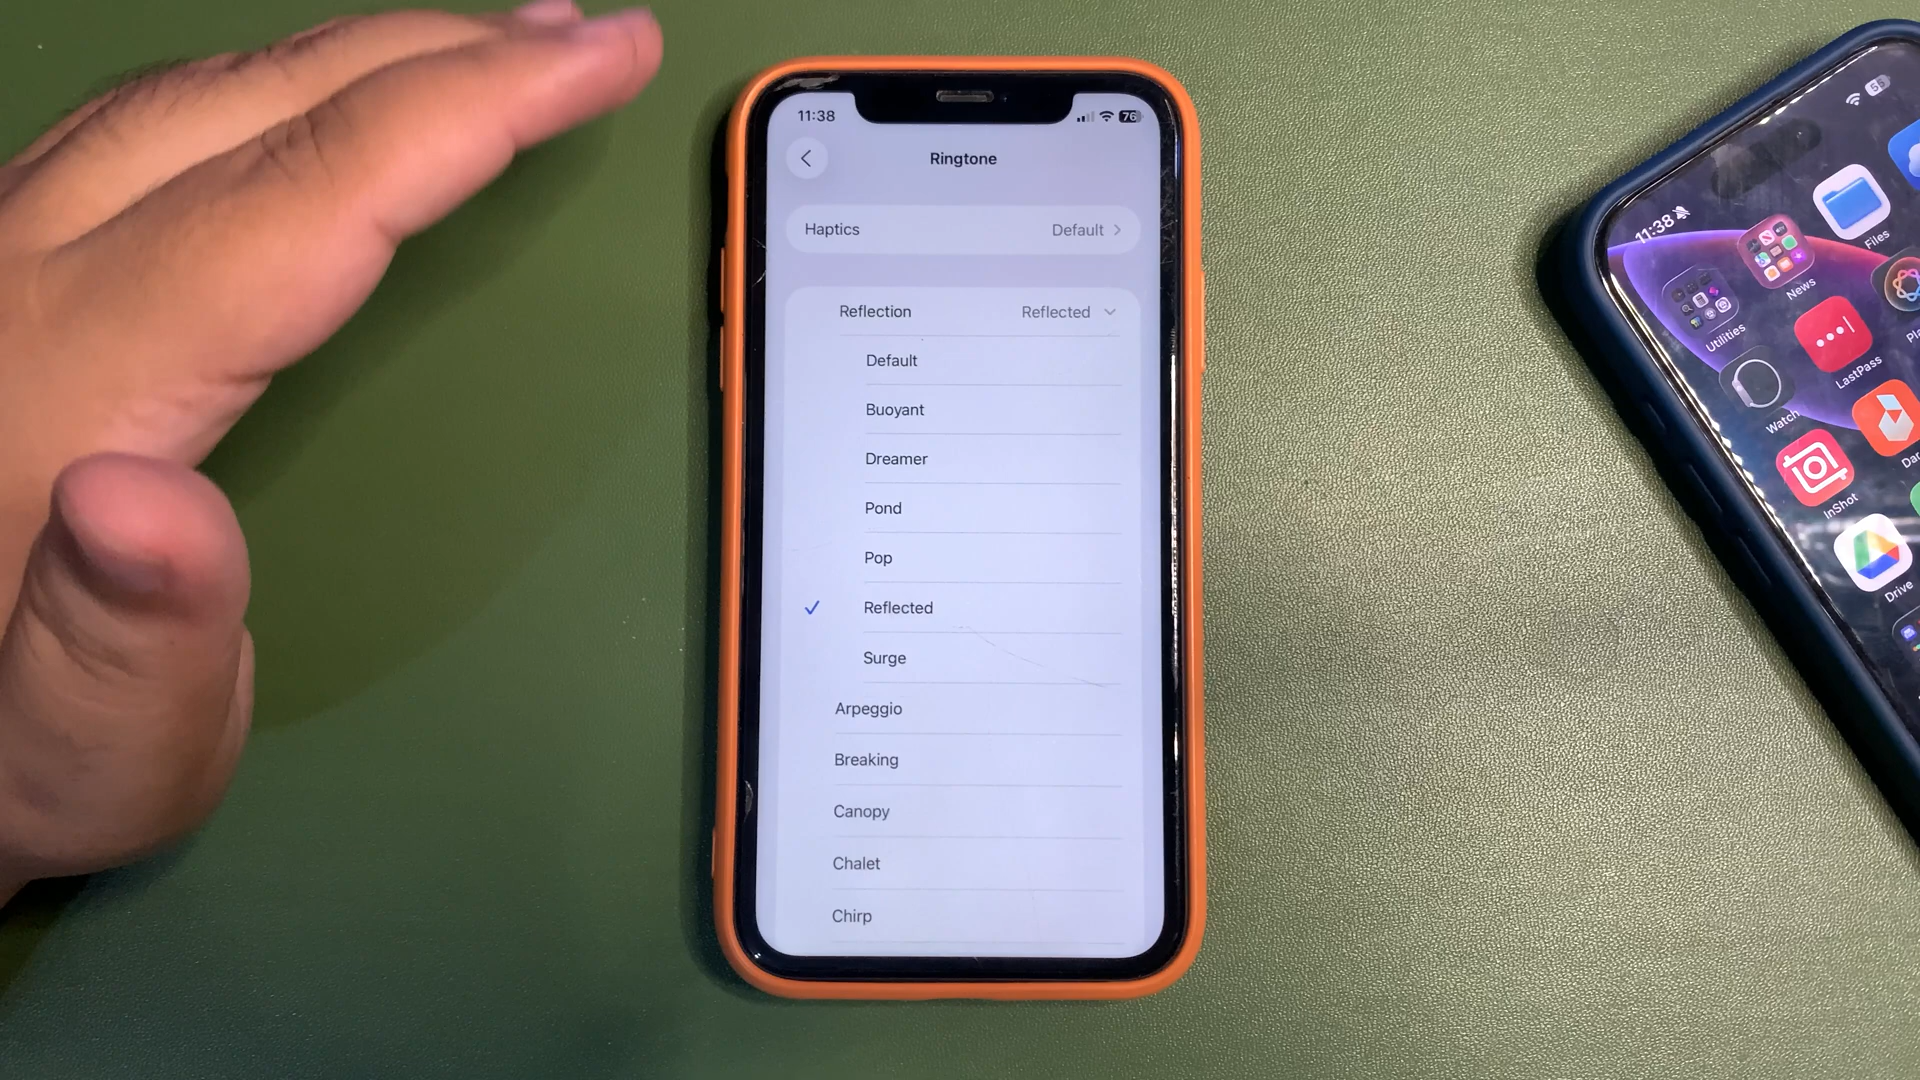 11:38
76
Ringtone
Haptics
Default
Reflection
Reflected
Default
Buoyant
Dreamer
Pond
Pop
Reflected
Surge
Arpeggio
Breaking
Canopy
Chalet
Chirp
11:38
Files
News
Utilities
LastPass
Watch
InShot
Drive